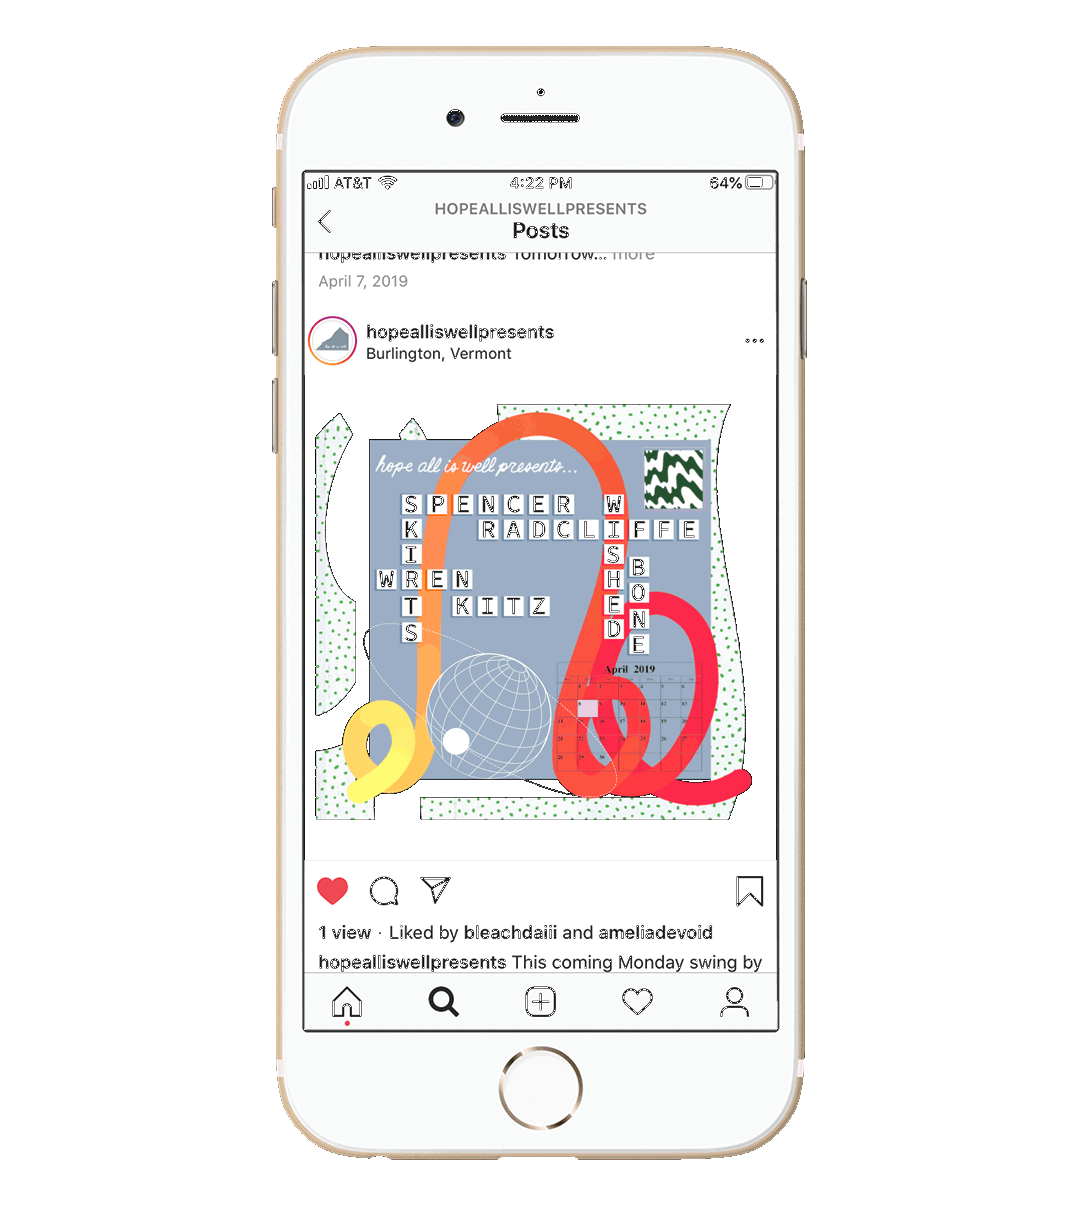 AT&T 4:22 PM 64%
HOPEALLISWELLPRESENTS
Posts
hopealliswellpresents Tomorrow... more
April 7, 2019
hopealliswellpresents
Burlington, Vermont
hope all is well presents...
SPENCER
RADCLIFFE
SKIRTS
WISHED
BONE
WREN
KITZ
April 2019
1 view · Liked by bleachdaiii and ameliadevoid
hopealliswellpresents This coming Monday swing by